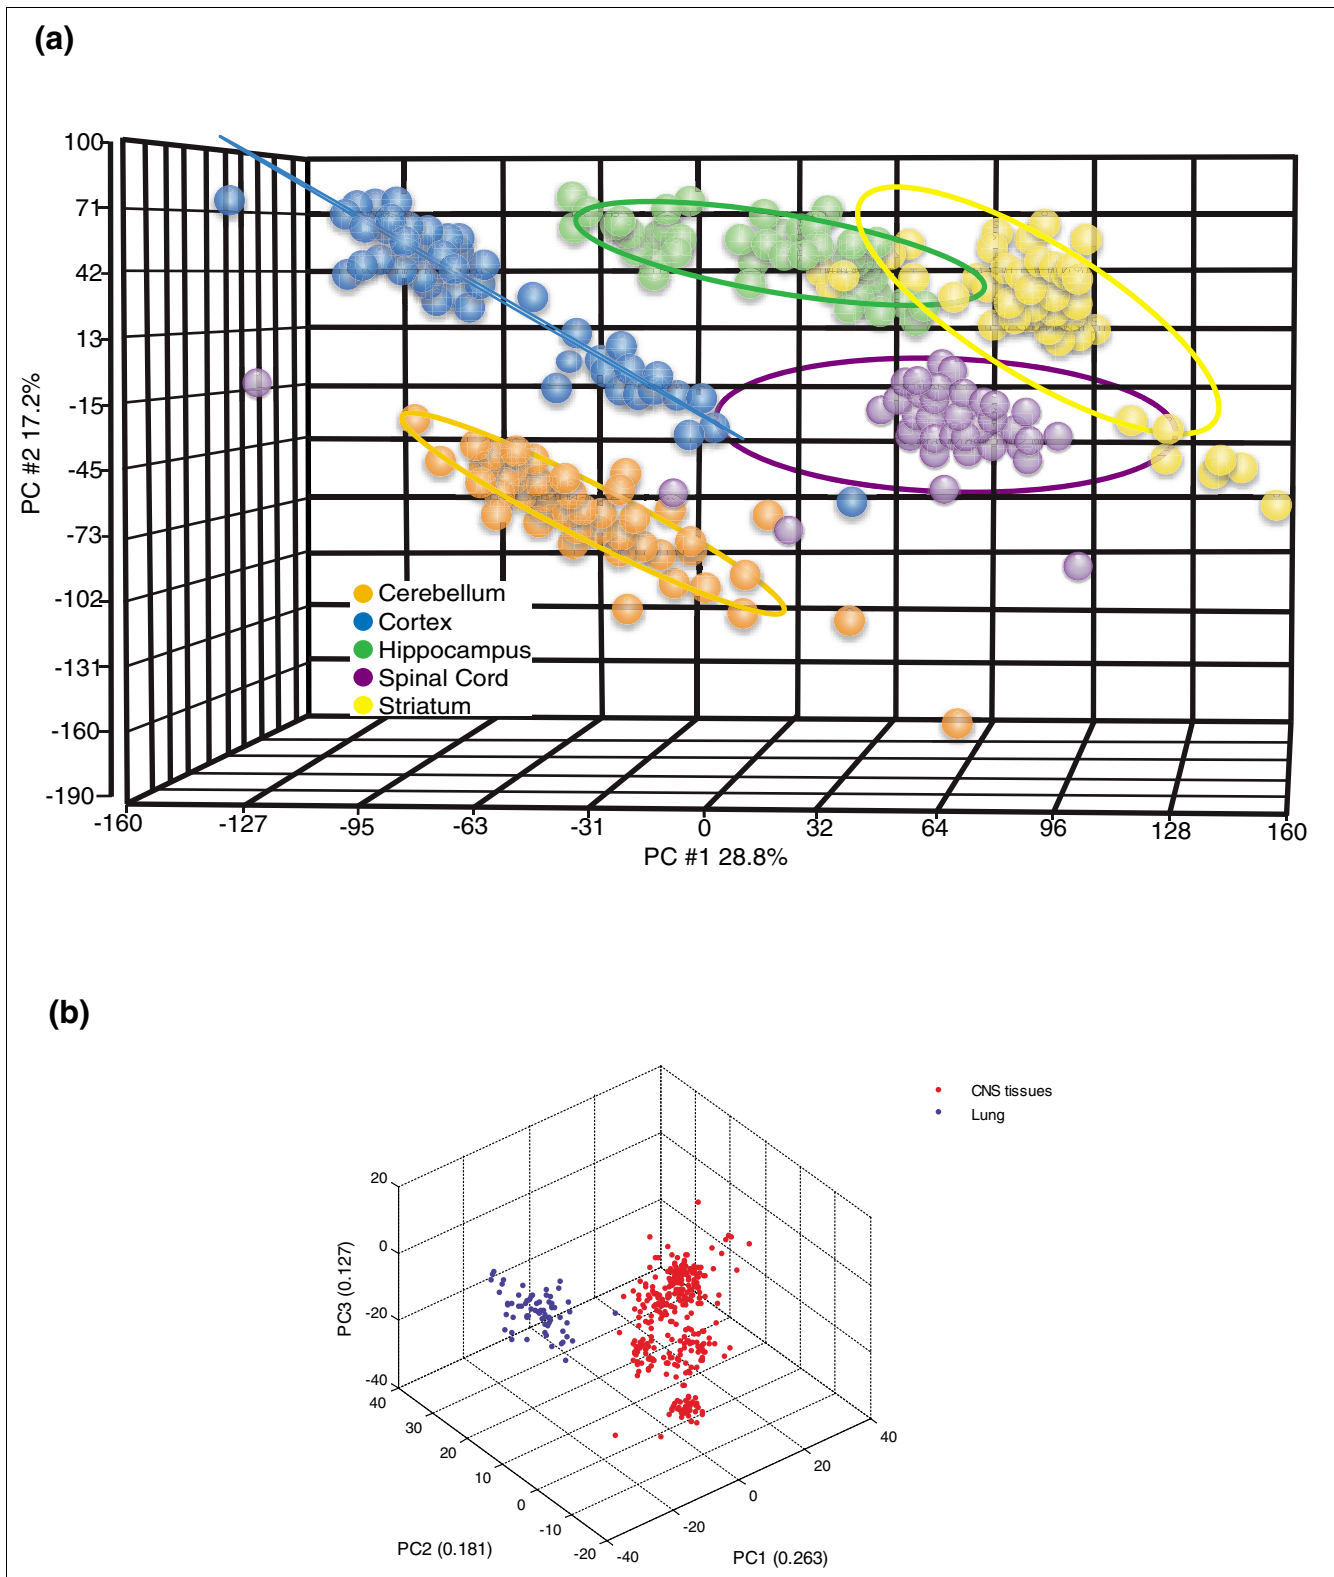 (a)
100
71
42
13
-15
-45
-73
-102
-131
-160
-190
PC #2 17.2%
Cerebellum
Cortex
Hippocampus
Spinal Cord
Striatum
-160 -127 -95 -63 -31 0 32 64 96 128 160
PC #1 28.8%
(b)
CNS tissues
Lung
20
0
-20
-40
PC3 (0.127)
40
30
20
10
0
-10
-20
PC2 (0.181)
-40
-20
0
20
40
PC1 (0.263)